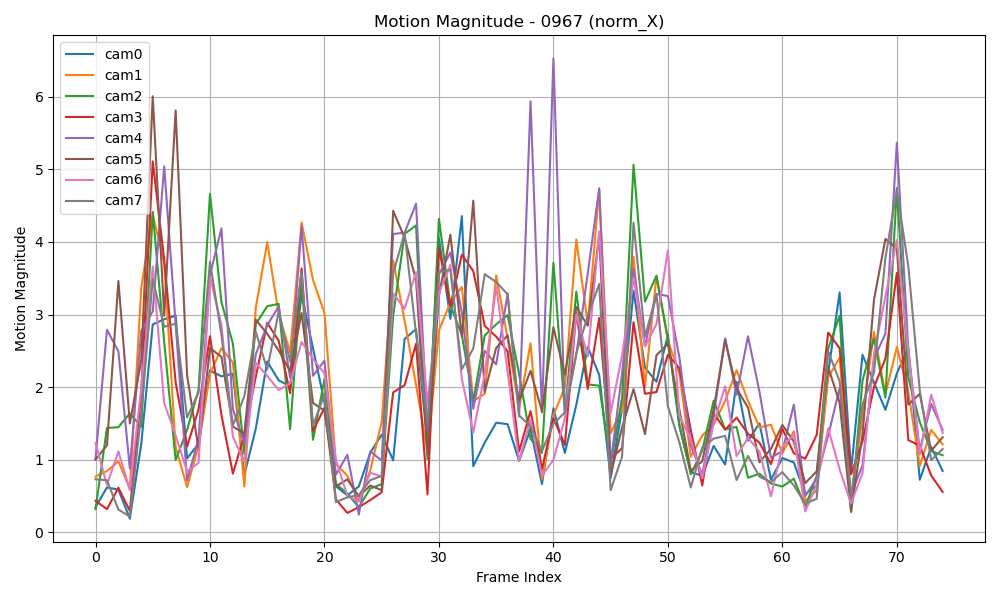 Motion Magnitude - 0967 (norm_X)
cam0
cam1
cam2
cam3
cam4
cam5
cam6
cam7
Motion Magnitude
6
5
4
3
2
1
0
0 10 20 30 40 50 60 70
Frame Index